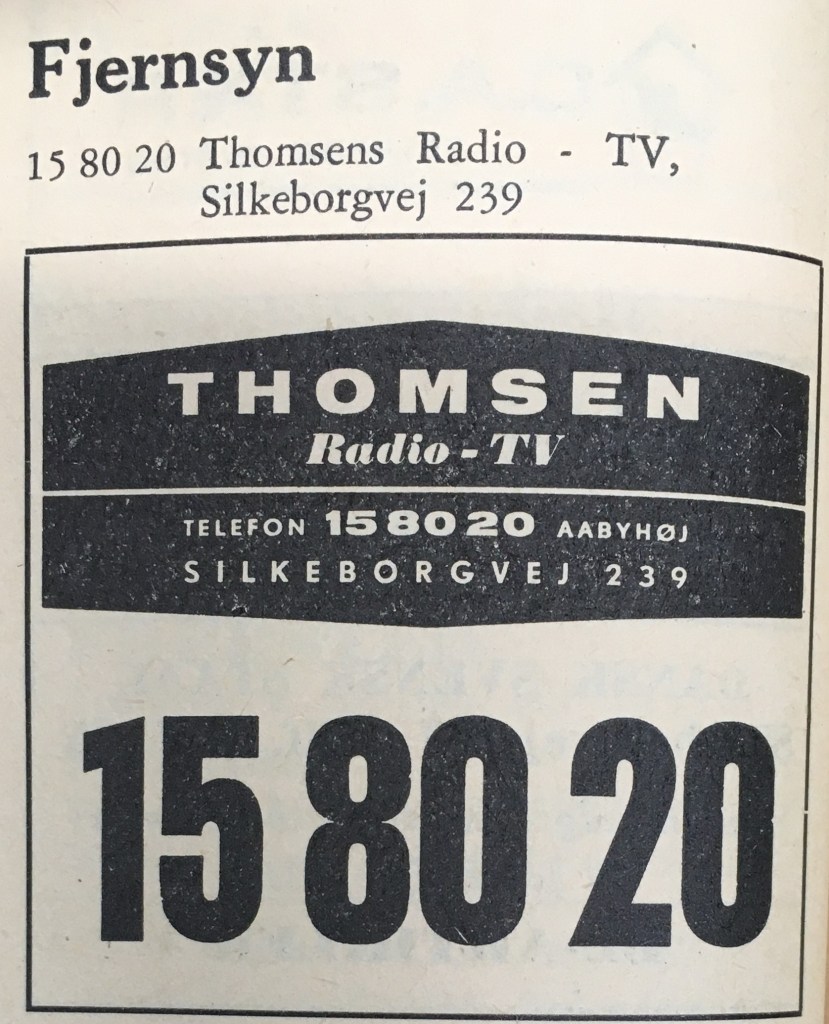 Fjernsyn
15 80 20 Thomsens Radio - TV,
Silkeborgvej 239
THOMSEN
Radio - TV
TELEFON 15 80 20 AABYHØJ
SILKEBORGVEJ 239
15 80 20